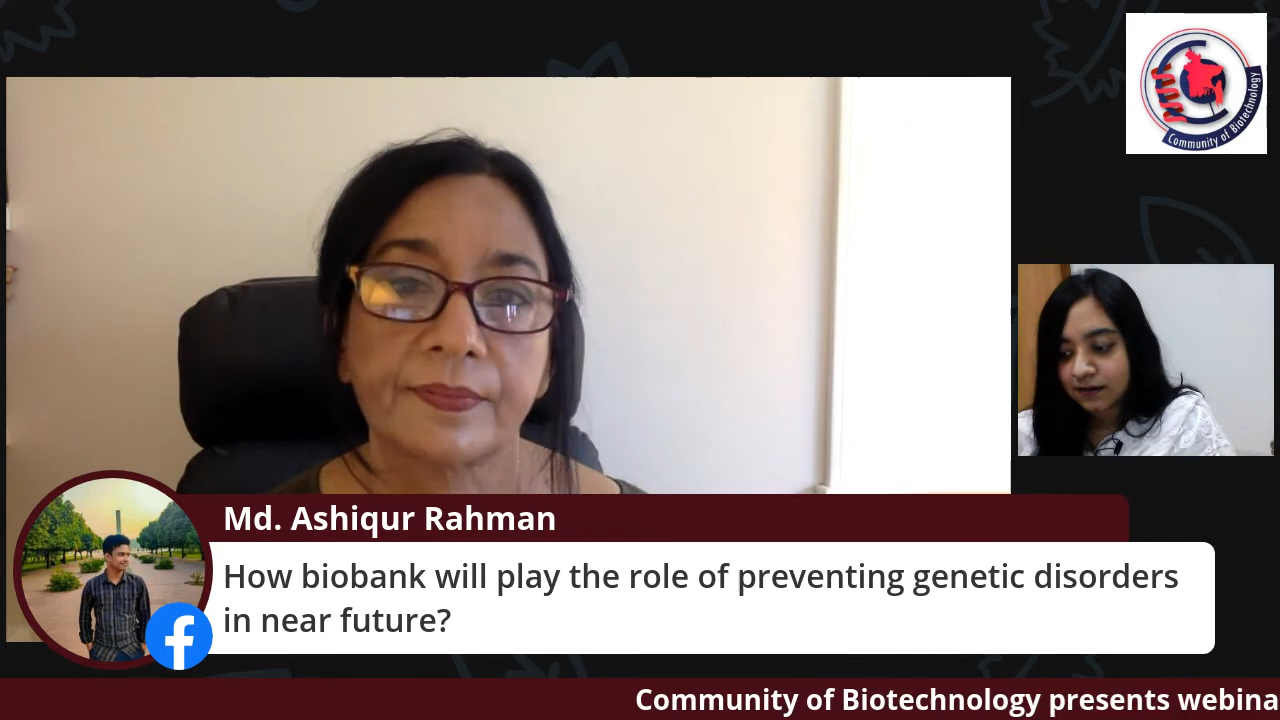 Community of Biotechnology
Md. Ashiqur Rahman
How biobank will play the role of preventing genetic disorders
in near future?
Community of Biotechnology presents webina